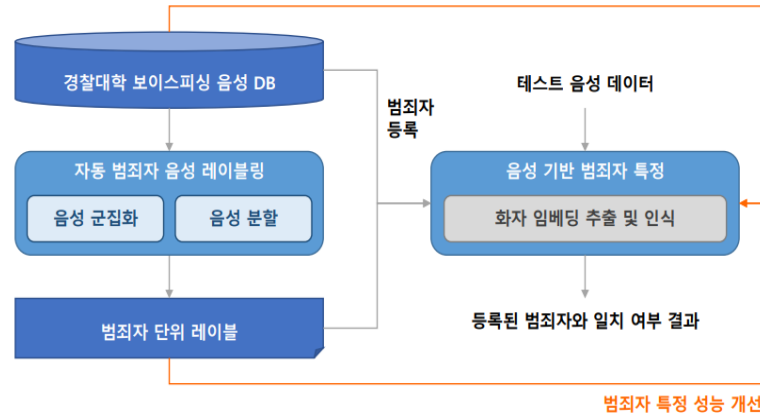 경찰대학 보이스피싱 음성 DB
자동 범죄자 음성 레이블링
음성 군집화
음성 분할
범죄자 단위 레이블
범죄자
등록
테스트 음성 데이터
음성 기반 범죄자 특정
화자 임베딩 추출 및 인식
등록된 범죄자와 일치 여부 결과
범죄자 특정 성능 개선